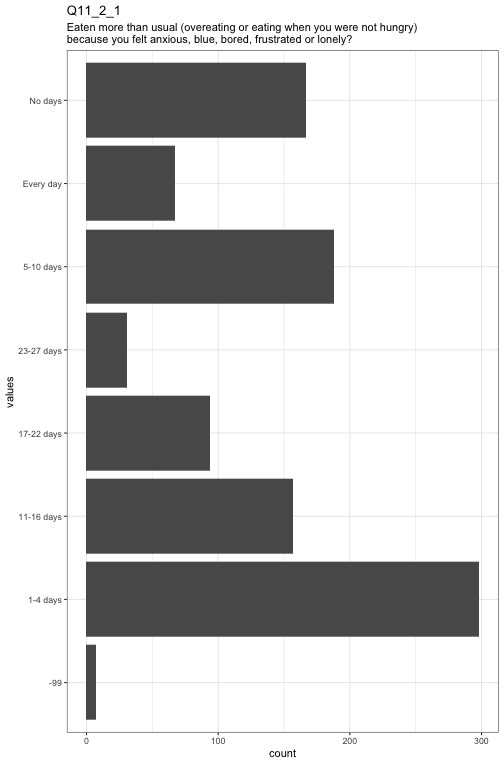 Q11_2_1
Eaten more than usual (overeating or eating when you were not hungry)
because you felt anxious, blue, bored, frustrated or lonely?
No days
Every day
5-10 days
23-27 days
17-22 days
11-16 days
1-4 days
-99
values
0 100 200 300
count